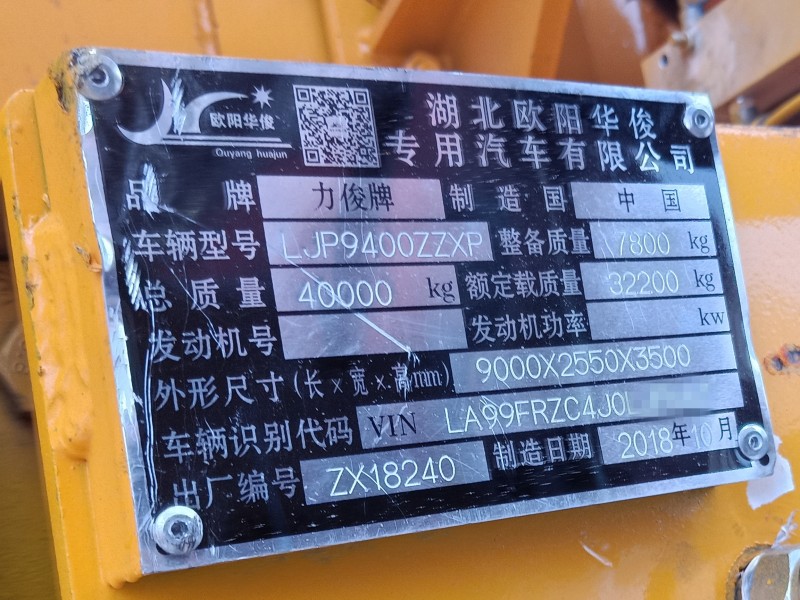 欧阳华俊
Ouyang huajun
湖北欧阳华俊
专用汽车有限公司
品牌 力俊牌 制造国 中国
车辆型号 LJP9400ZZXP 整备质量 7800 kg
总质量 40000 kg 额定载质量 32200 kg
发动机号 发动机功率 kw
外形尺寸(长×宽×高mm) 9000X2550X3500
车辆识别代码 VIN LA99FRZC4J0L
出厂编号 ZX18240 制造日期 2018年10月